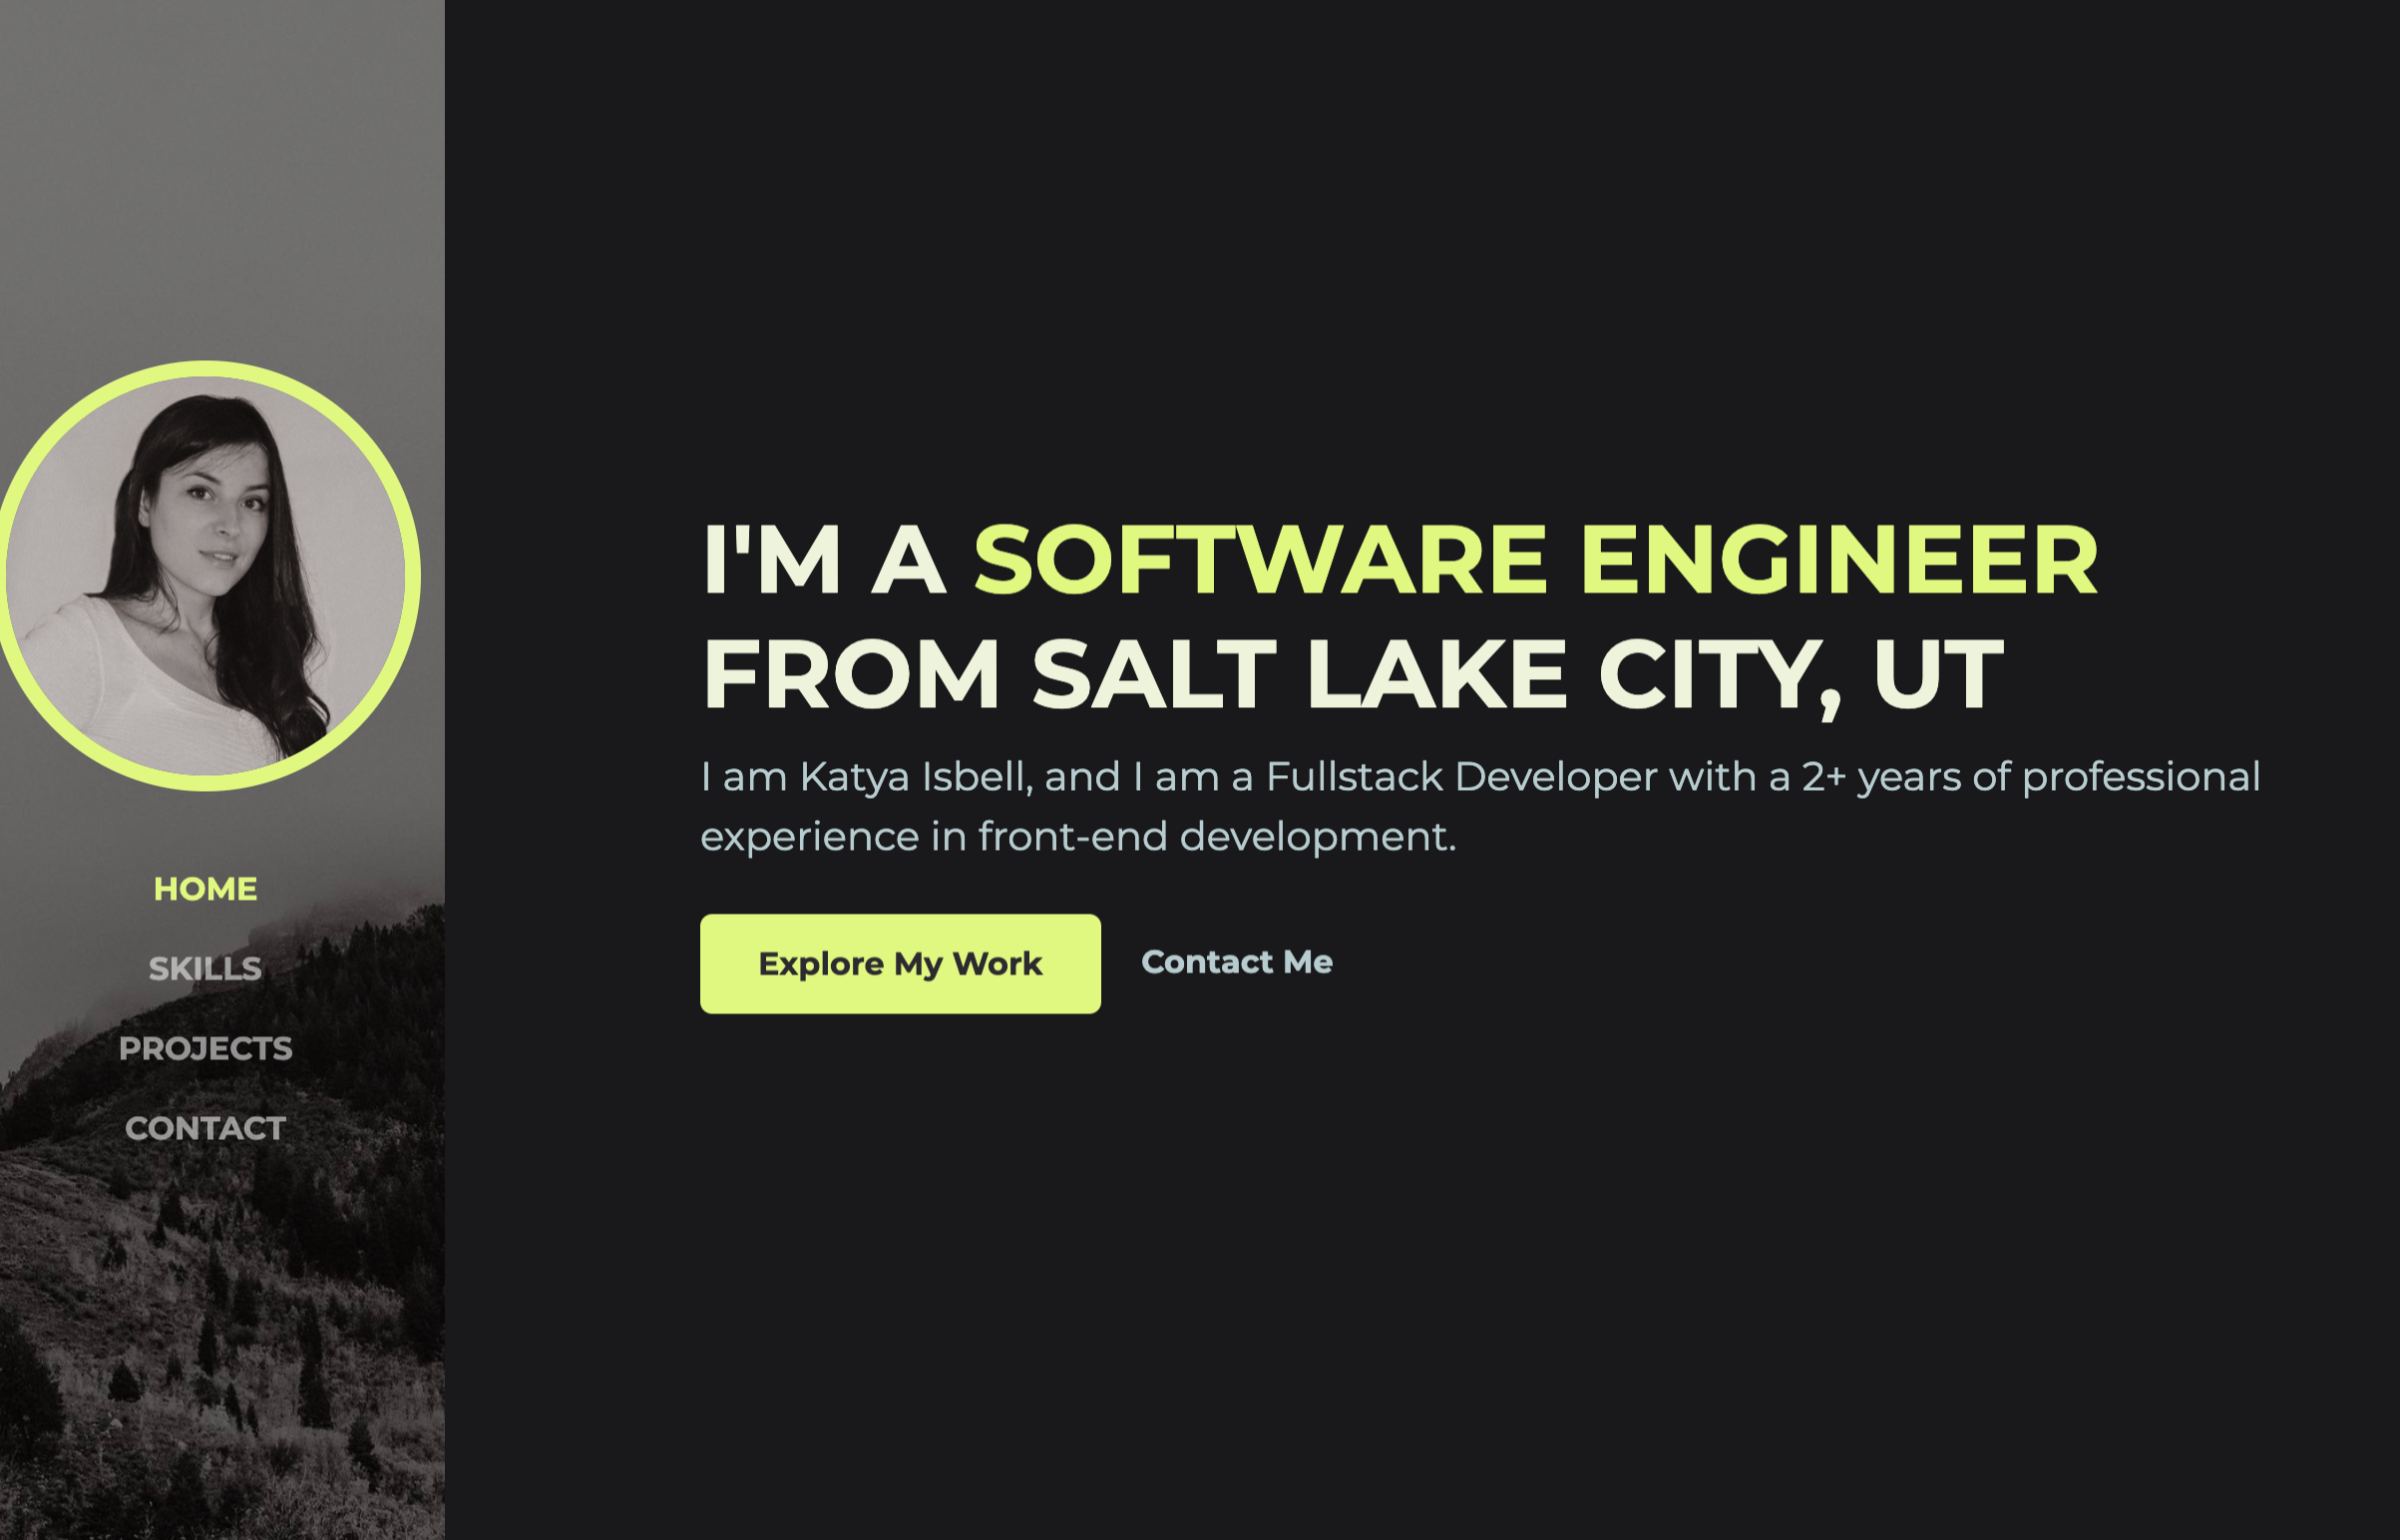 HOME
SKILLS
PROJECTS
CONTACT
I'M A SOFTWARE ENGINEER
FROM SALT LAKE CITY, UT
I am Katya Isbell, and I am a Fullstack Developer with a 2+ years of professional
experience in front-end development.
Explore My Work
Contact Me